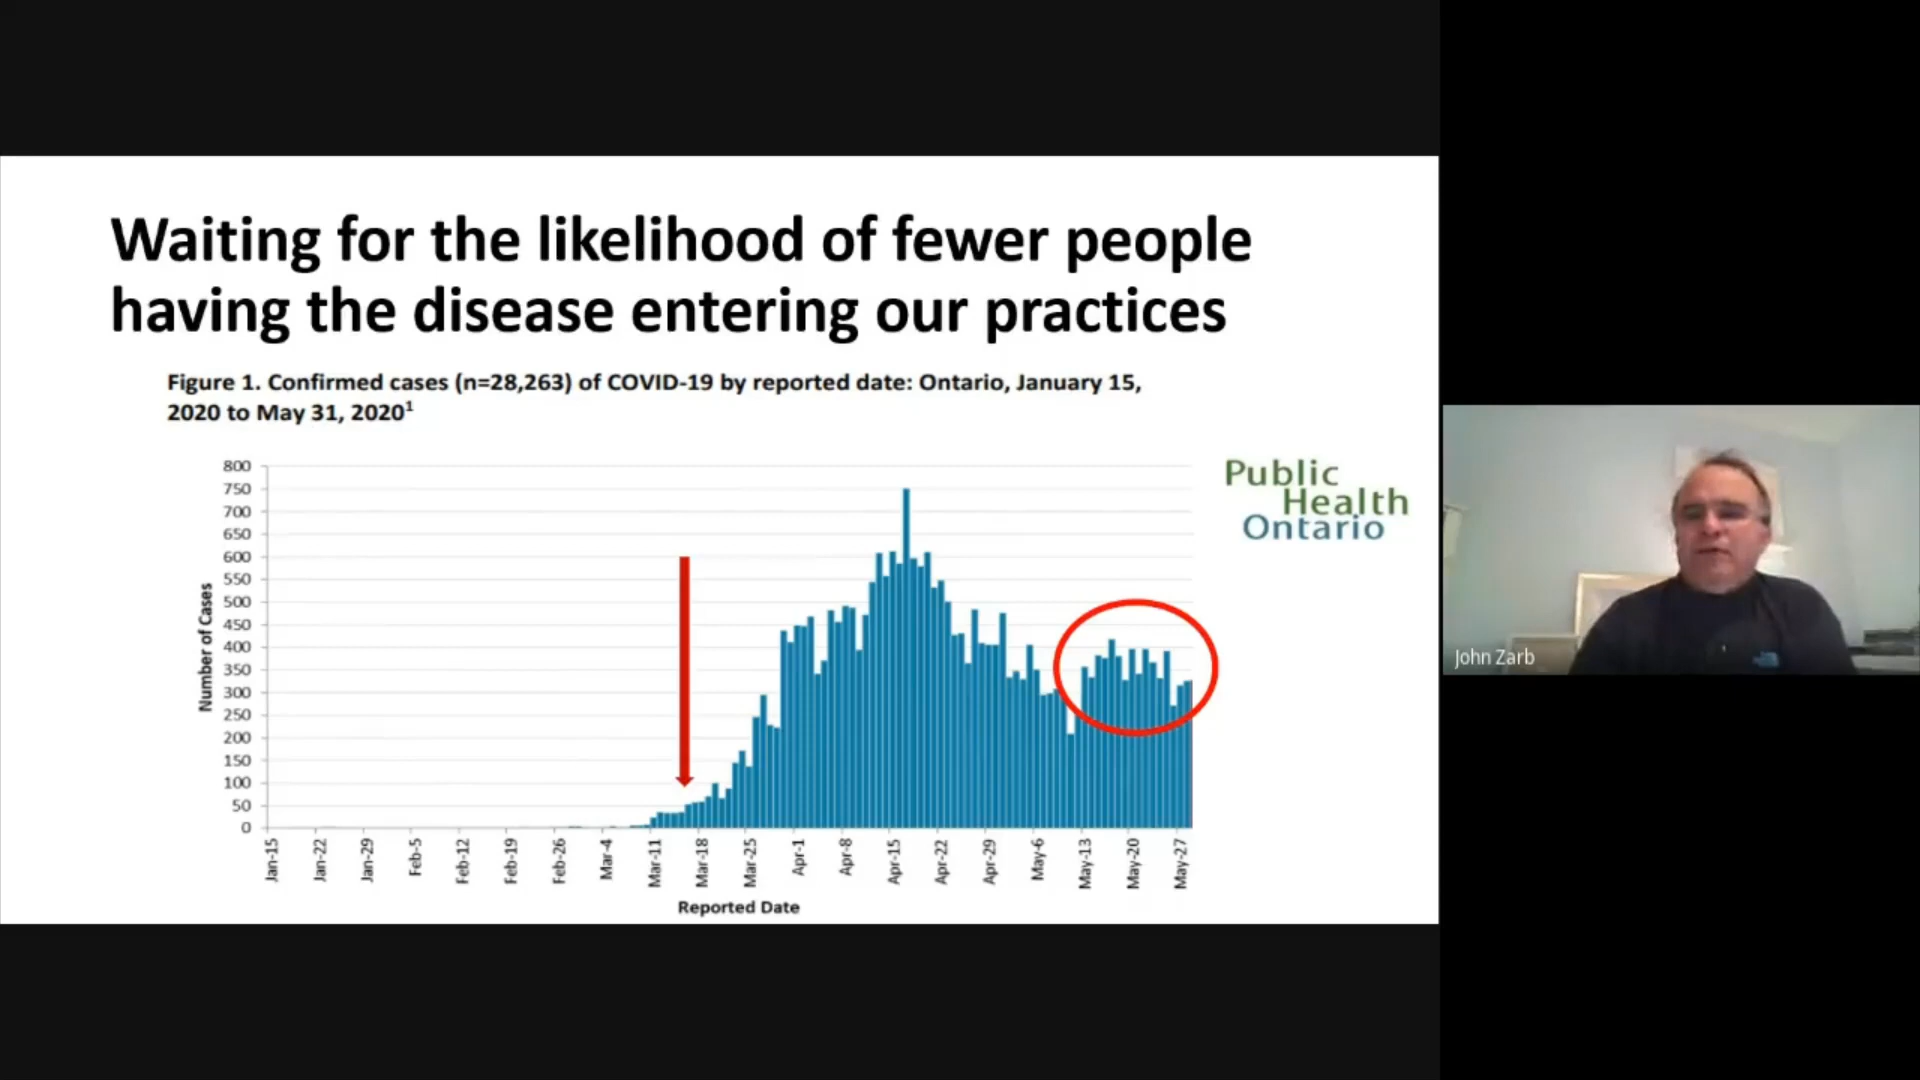 Waiting for the likelihood of fewer people
having the disease entering our practices
Figure 1. Confirmed cases (n=28,263) of COVID-19 by reported date: Ontario, January 15,
2020 to May 31, 2020¹
800
750
700
650
600
550
500
450
400
350
300
250
200
150
100
50
0
Number of Cases
Jan-15
Jan-22
Jan-29
Feb-5
Feb-12
Feb-19
Feb-26
Mar-4
Mar-11
Mar-18
Mar-25
Apr-1
Apr-8
Apr-15
Apr-22
Apr-29
May-6
May-13
May-20
May-27
Reported Date
Public
Health
Ontario
John Zarb